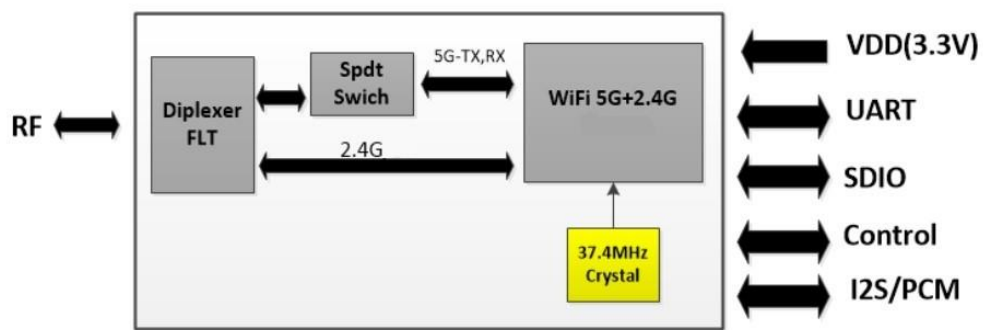 RF
Diplexer
FLT
Spdt
Swich
5G-TX,RX
2.4G
WiFi 5G+2.4G
37.4MHz
Crystal
VDD(3.3V)
UART
SDIO
Control
I2S/PCM